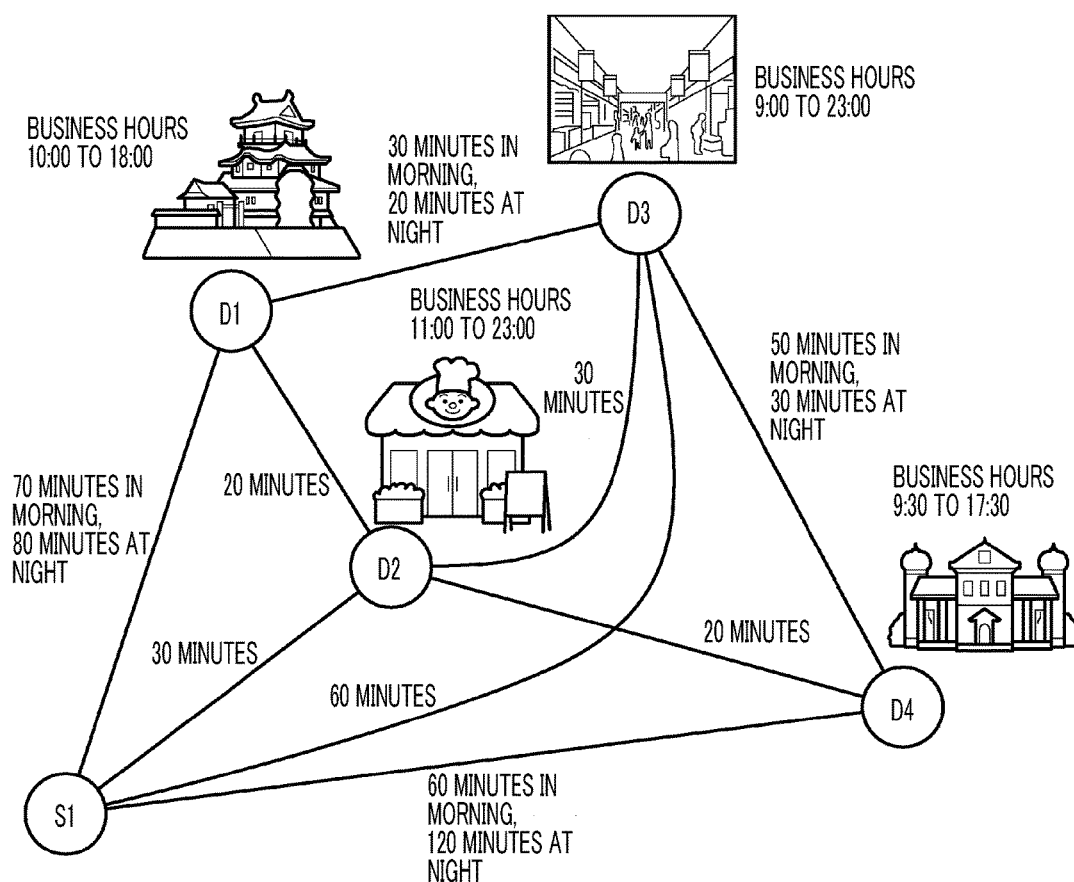 BUSINESS HOURS
9:00 TO 23:00
BUSINESS HOURS
10:00 TO 18:00
30 MINUTES IN
MORNING,
20 MINUTES AT
NIGHT
D3
D1
BUSINESS HOURS
11:00 TO 23:00
30
MINUTES
50 MINUTES IN
MORNING,
30 MINUTES AT
NIGHT
70 MINUTES IN
MORNING,
80 MINUTES AT
NIGHT
20 MINUTES
BUSINESS HOURS
9:30 TO 17:30
D2
30 MINUTES
20 MINUTES
60 MINUTES
D4
S1
60 MINUTES IN
MORNING,
120 MINUTES AT
NIGHT